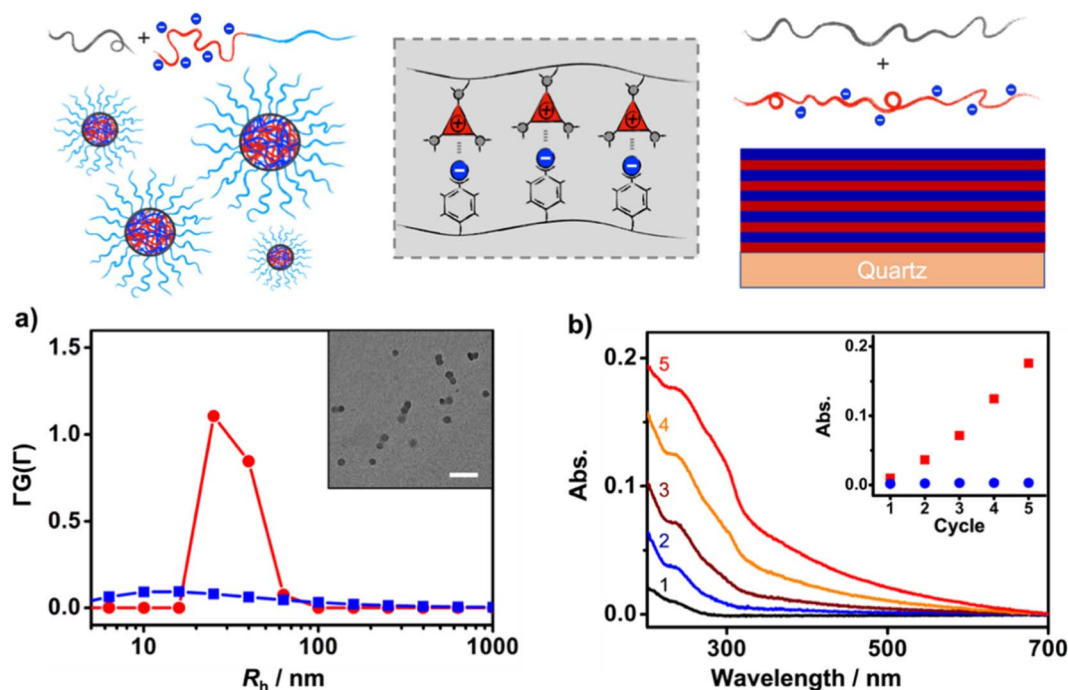 +
+
Quartz
a)
1.5
1.0
0.5
0.0
ΓG(Γ)
10
100
1000
R_h / nm
b)
0.2
0.1
0.0
Abs.
5
4
3
2
1
300
500
700
Wavelength / nm
0.2
0.1
0.0
Abs.
1 2 3 4 5
Cycle